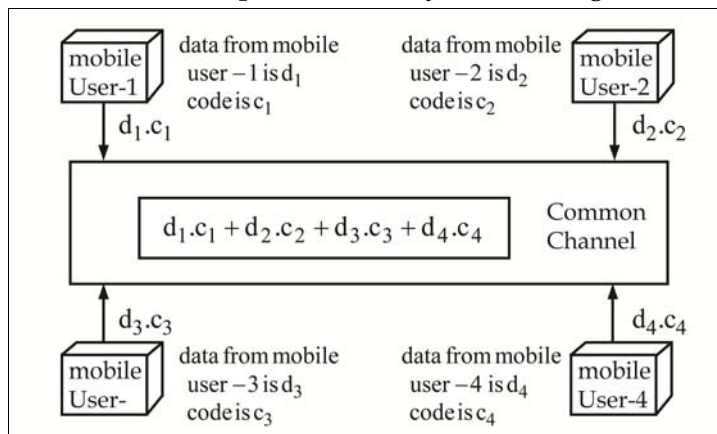 mobile
User-1
data from mobile
user – 1 is d₁
code is c₁
data from mobile
user – 2 is d₂
code is c₂
mobile
User-2
d₁.c₁
d₂.c₂
d₁.c₁ + d₂.c₂ + d₃.c₃ + d₄.c₄
Common
Channel
d₃.c₃
d₄.c₄
mobile
User-
data from mobile
user – 3 is d₃
code is c₃
data from mobile
user – 4 is d₄
code is c₄
mobile
User-4